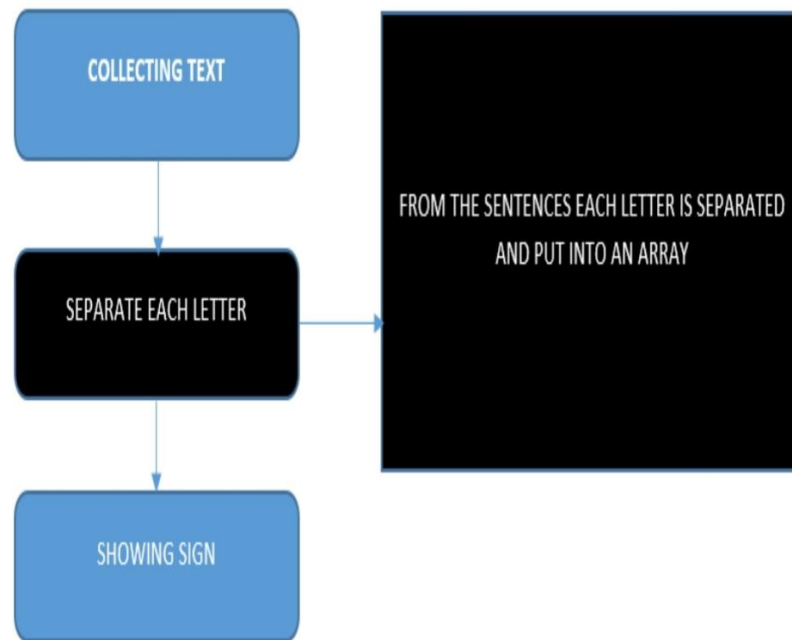 COLLECTING TEXT
SEPARATE EACH LETTER
FROM THE SENTENCES EACH LETTER IS SEPARATED
AND PUT INTO AN ARRAY
SHOWING SIGN